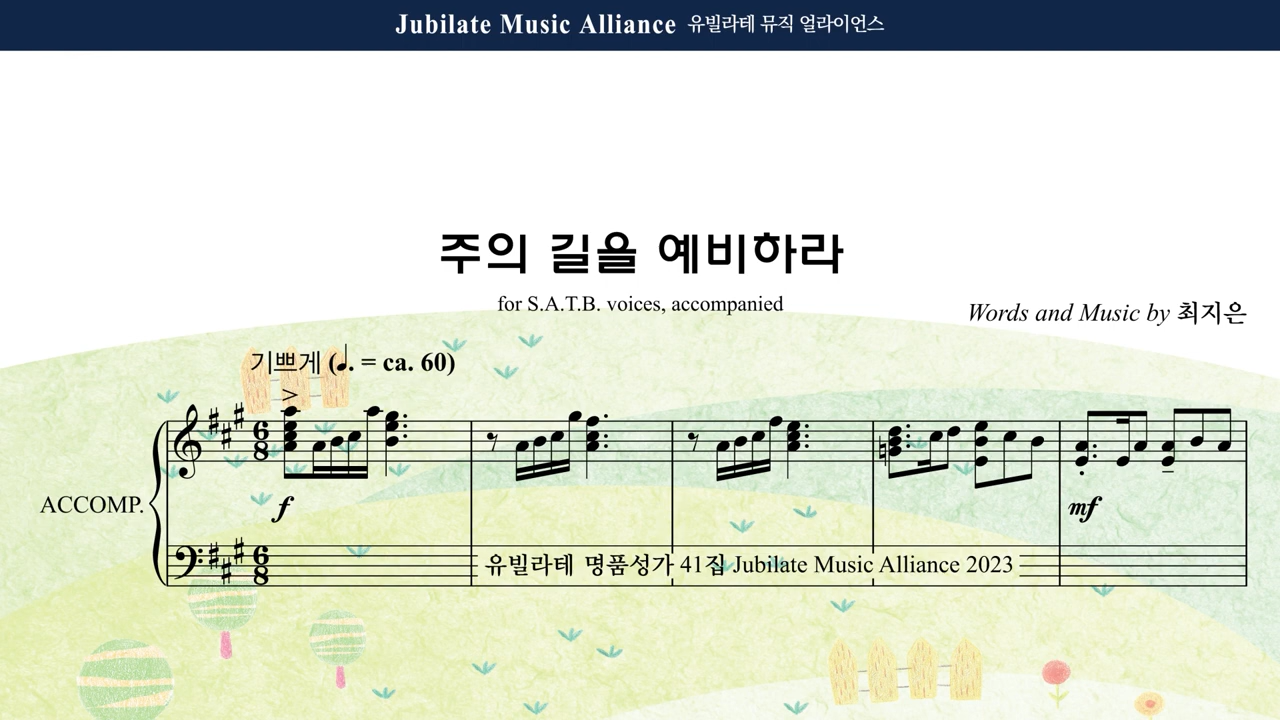 Jubilate Music Alliance 유빌라테 뮤직 얼라이언스
주의 길을 예비하라
for S.A.T.B. voices, accompanied
Words and Music by 최지은
기쁘게 (♩. = ca. 60)
ACCOMP.
f
mf
유빌라테 명품성가 41집 Jubilate Music Alliance 2023